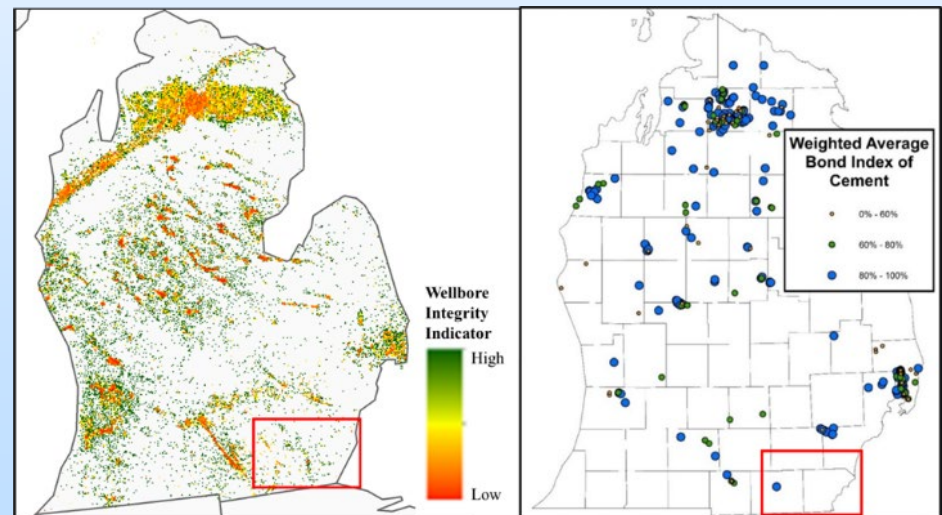 Wellbore
Integrity
Indicator
High
Low
Weighted Average
Bond Index of
Cement
0% - 60%
60% - 80%
80% - 100%